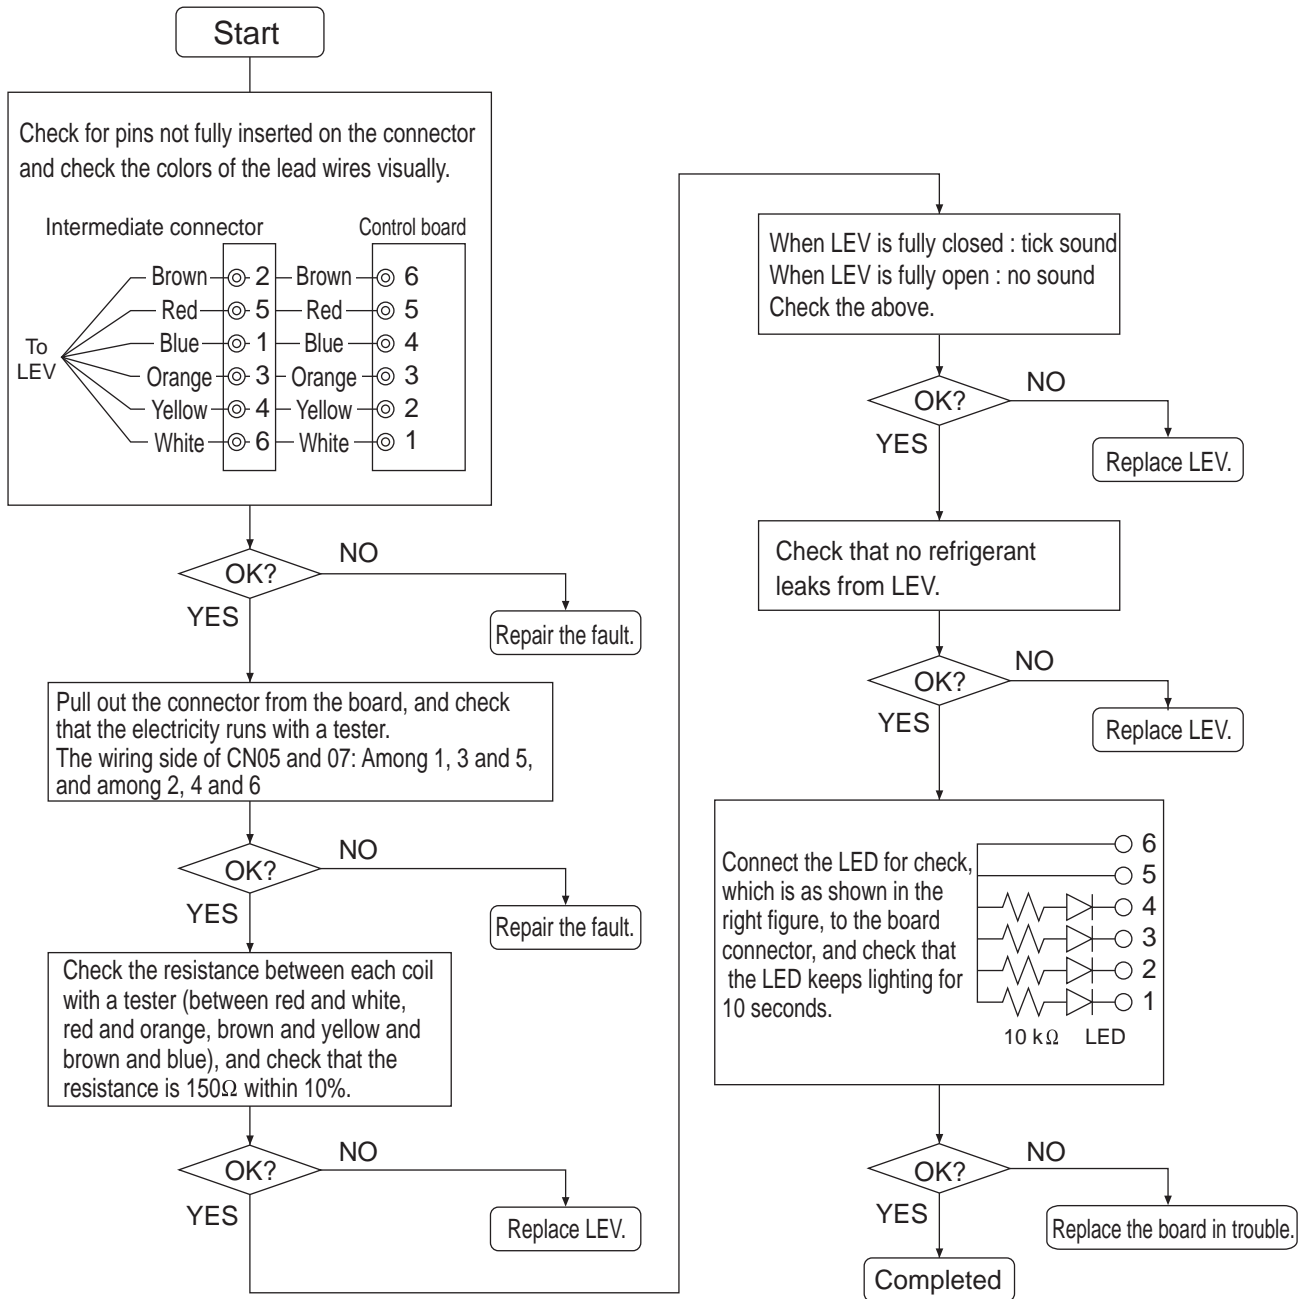 Start
Check for pins not fully inserted on the connector
and check the colors of the lead wires visually.
Intermediate connector
Control board
To
LEV
Brown 2 Brown 6
Red 5 Red 5
Blue 1 Blue 4
Orange 3 Orange 3
Yellow 4 Yellow 2
White 6 White 1
OK?
NO
YES
Repair the fault.
Pull out the connector from the board, and check
that the electricity runs with a tester.
The wiring side of CN05 and 07: Among 1, 3 and 5,
and among 2, 4 and 6
OK?
NO
YES
Repair the fault.
Check the resistance between each coil
with a tester (between red and white,
red and orange, brown and yellow and
brown and blue), and check that the
resistance is 150Ω within 10%.
OK?
NO
YES
Replace LEV.
When LEV is fully closed : tick sound
When LEV is fully open : no sound
Check the above.
OK?
NO
YES
Replace LEV.
Check that no refrigerant
leaks from LEV.
OK?
NO
YES
Replace LEV.
Connect the LED for check,
which is as shown in the
right figure, to the board
connector, and check that
the LED keeps lighting for
10 seconds.
6
5
4
3
2
1
10 kΩ LED
OK?
NO
YES
Replace the board in trouble.
Completed